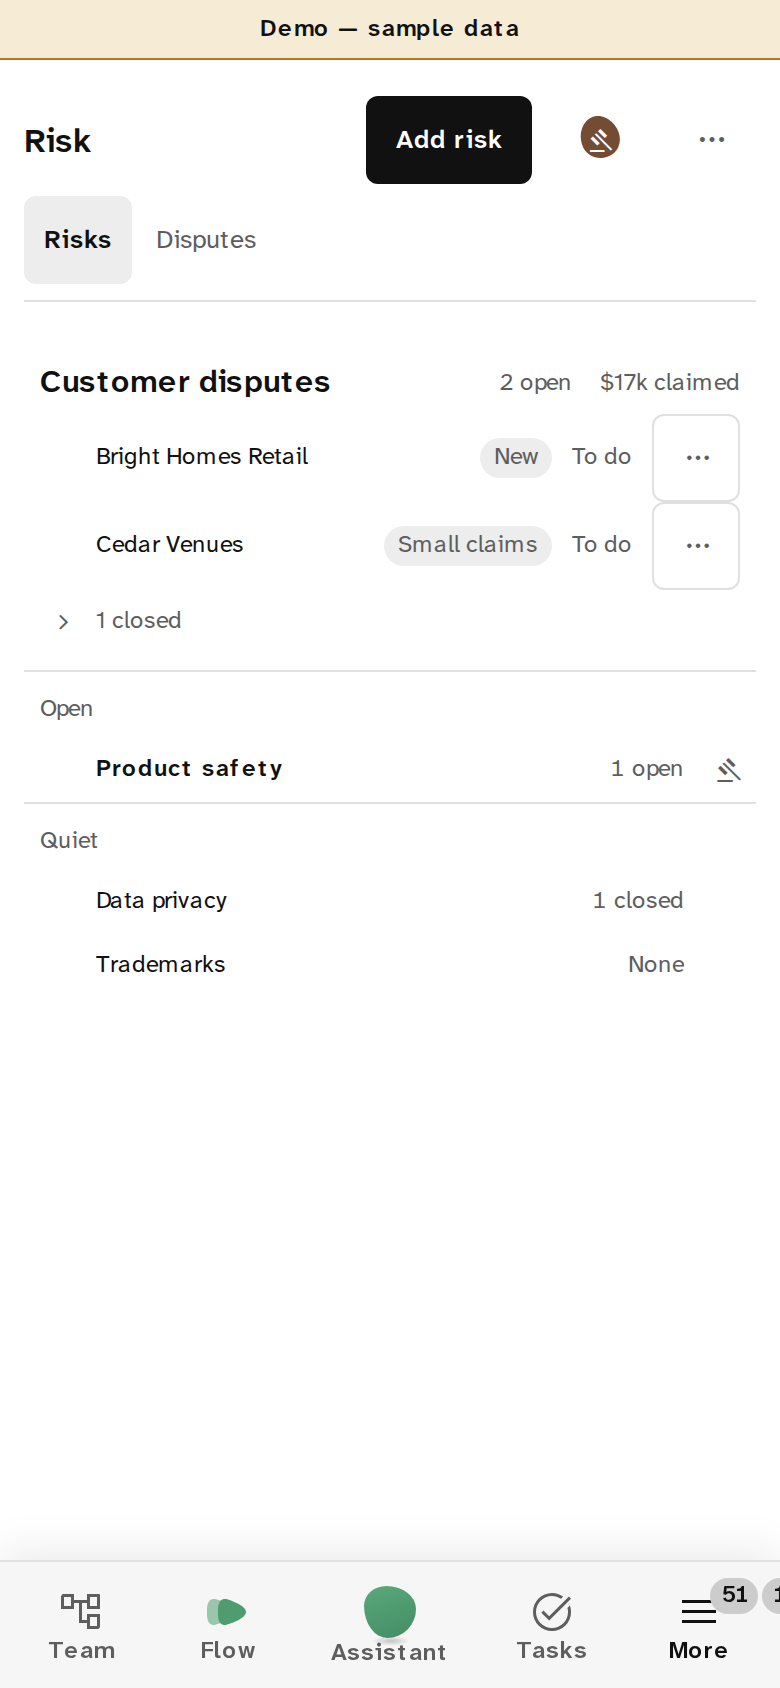 Demo — sample data
Risk
Add risk
Risks
Disputes
Customer disputes
2 open
$17k claimed
Bright Homes Retail
New
To do
Cedar Venues
Small claims
To do
1 closed
Open
Product safety
1 open
Quiet
Data privacy
1 closed
Trademarks
None
51
Team
Flow
Assistant
Tasks
More